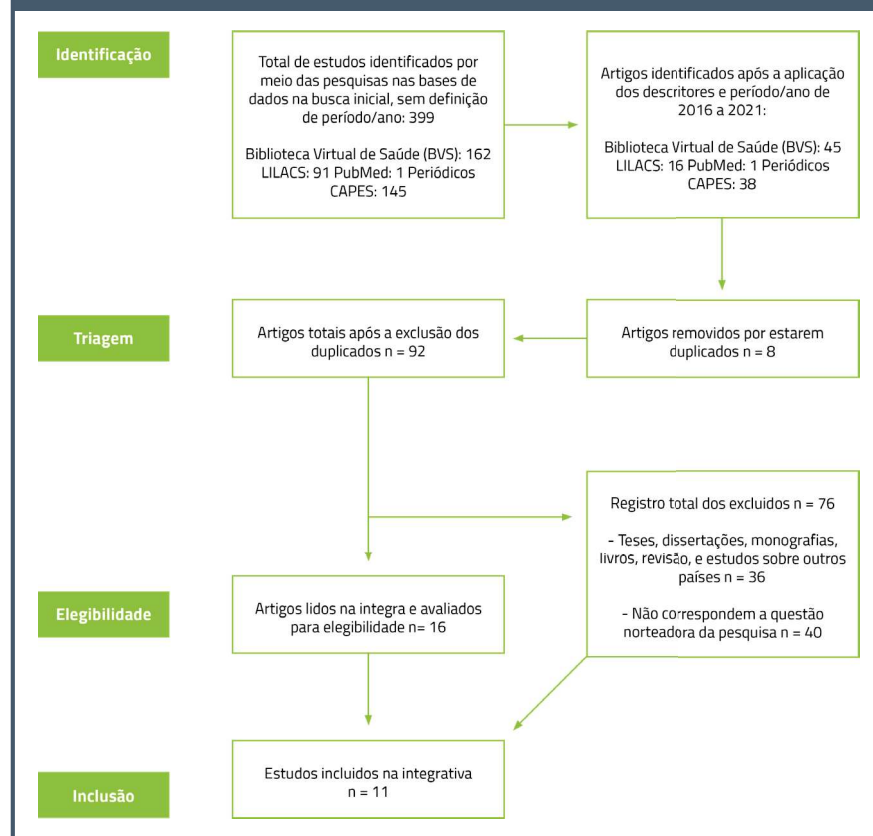 Identificação
Total de estudos identificados por
meio das pesquisas nas bases de
dados na busca inicial, sem definição
de período/ano: 399
Biblioteca Virtual de Saúde (BVS): 162
LILACS: 91 PubMed: 1 Periódicos
CAPES: 145
Artigos identificados após a aplicação
dos descritores e período/ano de
2016 a 2021:
Biblioteca Virtual de Saúde (BVS): 45
LILACS: 16 PubMed: 1 Periódicos
CAPES: 38
Triagem
Artigos totais após a exclusão dos
duplicados n = 92
Artigos removidos por estarem
duplicados n = 8
Registro total dos excluidos n = 76
- Teses, dissertações, monografias,
livros, revisão, e estudos sobre outros
países n = 36
- Não correspondem a questão
norteadora da pesquisa n = 40
Elegibilidade
Artigos lidos na integra e avaliados
para elegibilidade n= 16
Inclusão
Estudos incluidos na integrativa
n = 11